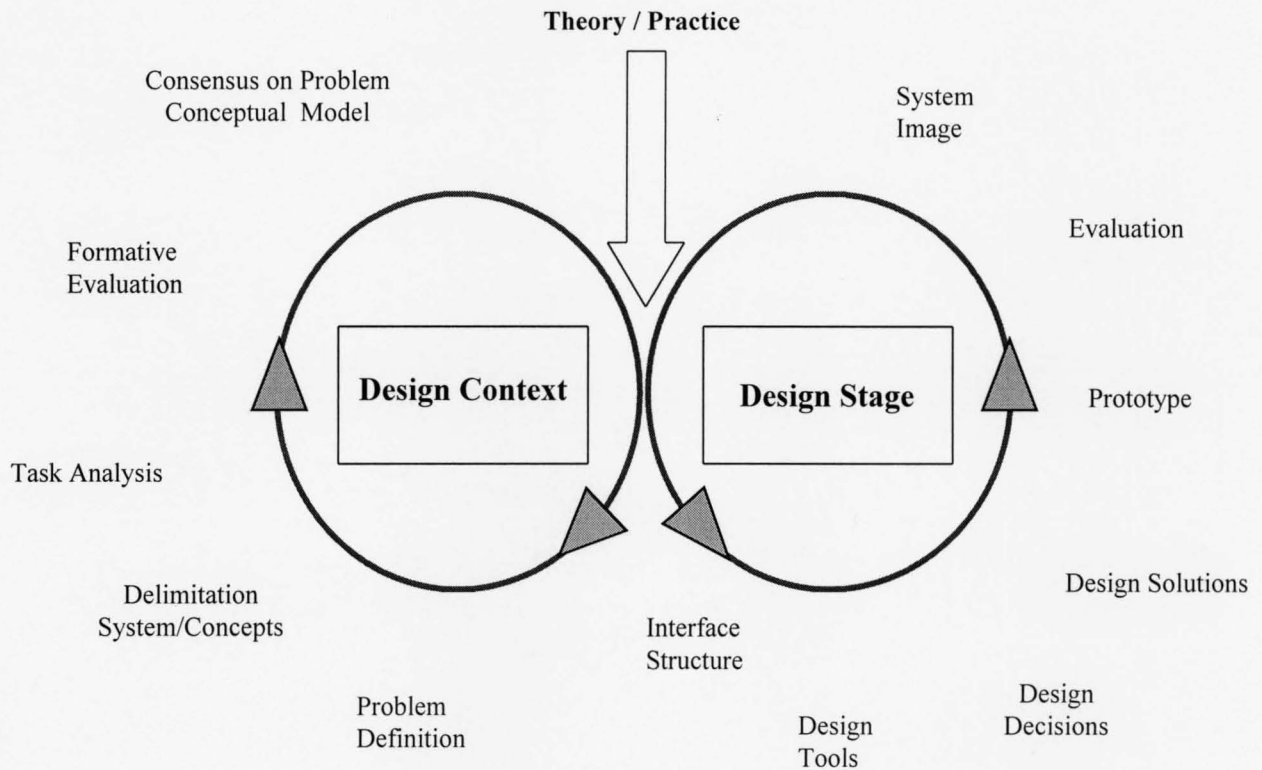 Theory / Practice
Consensus on Problem
Conceptual Model
System
Image
Formative
Evaluation
Evaluation
Design Context
Design Stage
Prototype
Task Analysis
Delimitation
System/Concepts
Interface
Structure
Design Solutions
Problem
Definition
Design
Tools
Design
Decisions